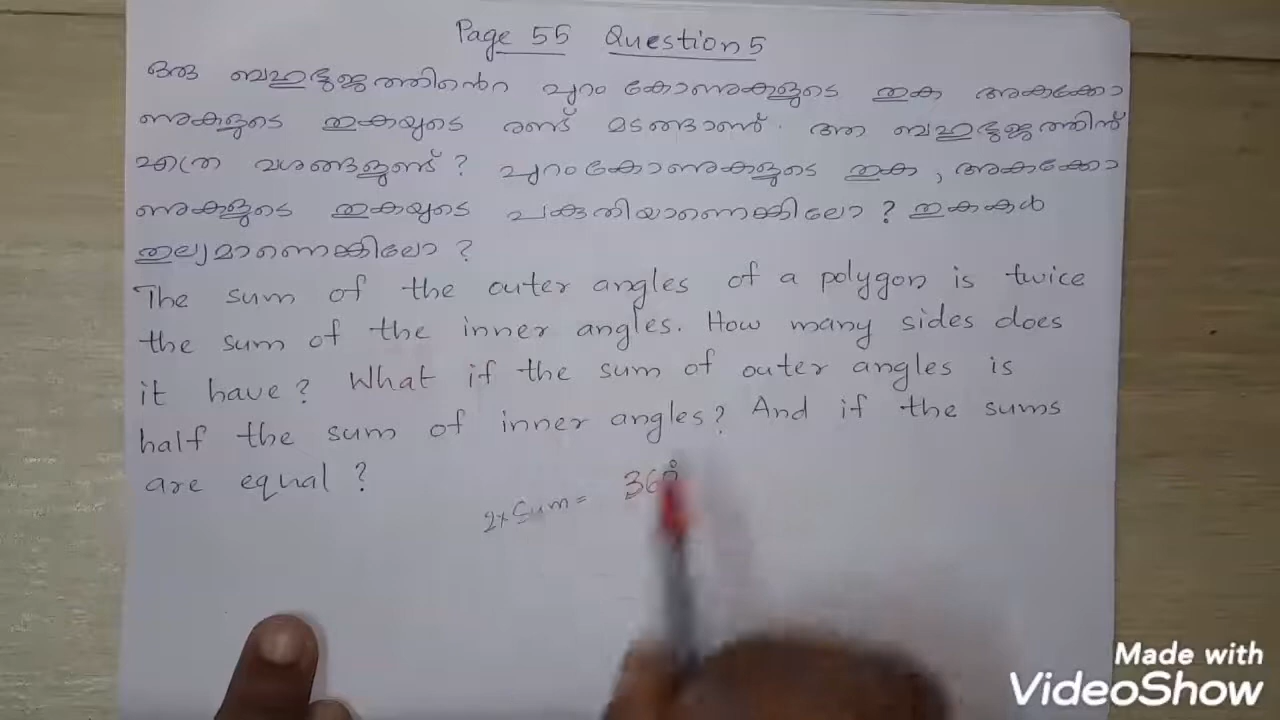 Page 55 Question 5
ഒരു ബഹുഭുജത്തിന്റെ പുറം കോണുകളുടെ തുക അകക്കോ
ണുകളുടെ തുകയുടെ രണ്ട് മടങ്ങാണ്. ആ ബഹുഭുജത്തിന്
എത്ര വശങ്ങളുണ്ട്? പുറംകോണുകളുടെ തുക, അകക്കോ
ണുകളുടെ തുകയുടെ പകുതിയാണെങ്കിലോ? തുകകൾ
തുല്യമാണെങ്കിലോ?
The sum of the outer angles of a polygon is twice
the sum of the inner angles. How many sides does
it have? What if the sum of outer angles is
half the sum of inner angles? And if the sums
are equal?
2x Sum = 360°
Made with
VideoShow